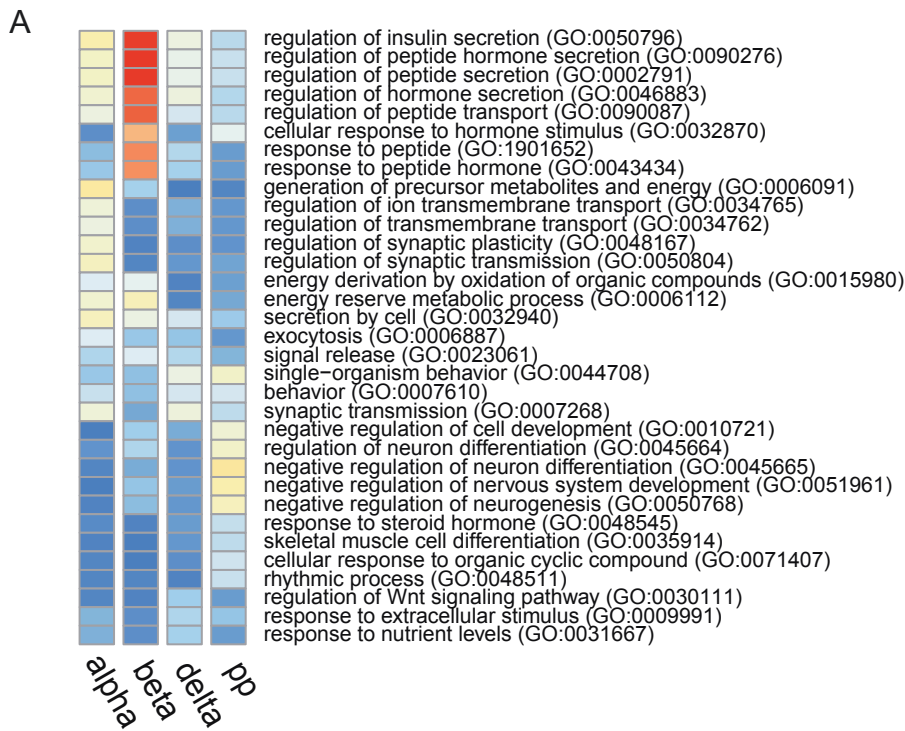 A
regulation of insulin secretion (GO:0050796)
regulation of peptide hormone secretion (GO:0090276)
regulation of peptide secretion (GO:0002791)
regulation of hormone secretion (GO:0046883)
regulation of peptide transport (GO:0090087)
cellular response to hormone stimulus (GO:0032870)
response to peptide (GO:1901652)
response to peptide hormone (GO:0043434)
generation of precursor metabolites and energy (GO:0006091)
regulation of ion transmembrane transport (GO:0034765)
regulation of transmembrane transport (GO:0034762)
regulation of synaptic plasticity (GO:0048167)
regulation of synaptic transmission (GO:0050804)
energy derivation by oxidation of organic compounds (GO:0015980)
energy reserve metabolic process (GO:0006112)
secretion by cell (GO:0032940)
exocytosis (GO:0006887)
signal release (GO:0023061)
single−organism behavior (GO:0044708)
behavior (GO:0007610)
synaptic transmission (GO:0007268)
negative regulation of cell development (GO:0010721)
regulation of neuron differentiation (GO:0045664)
negative regulation of neuron differentiation (GO:0045665)
negative regulation of nervous system development (GO:0051961)
negative regulation of neurogenesis (GO:0050768)
response to steroid hormone (GO:0048545)
skeletal muscle cell differentiation (GO:0035914)
cellular response to organic cyclic compound (GO:0071407)
rhythmic process (GO:0048511)
regulation of Wnt signaling pathway (GO:0030111)
response to extracellular stimulus (GO:0009991)
response to nutrient levels (GO:0031667)
alpha beta delta pp